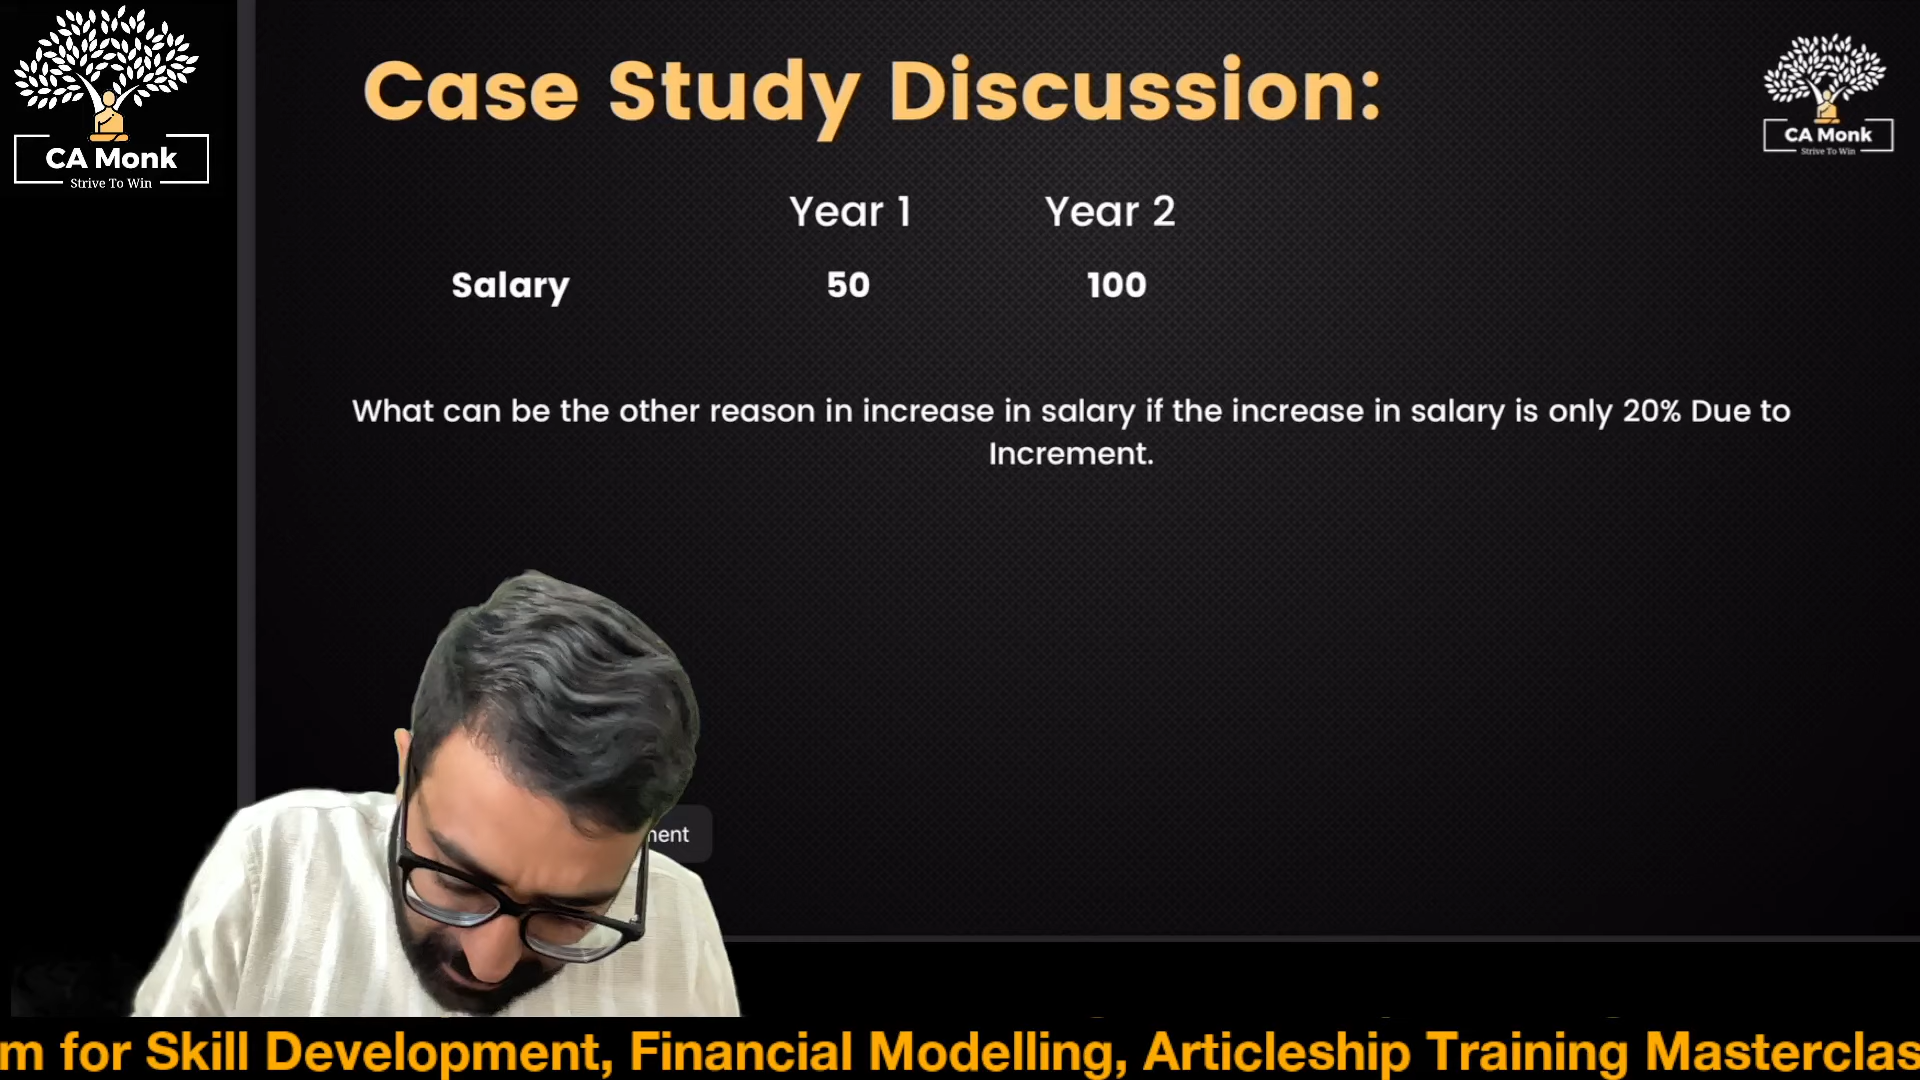 CA Monk
Strive To Win
Case Study Discussion:
CA Monk
Strive To Win
Year 1 Year 2
Salary 50 100
What can be the other reason in increase in salary if the increase in salary is only 20% Due to
Increment.
for Skill Development, Financial Modelling, Articleship Training